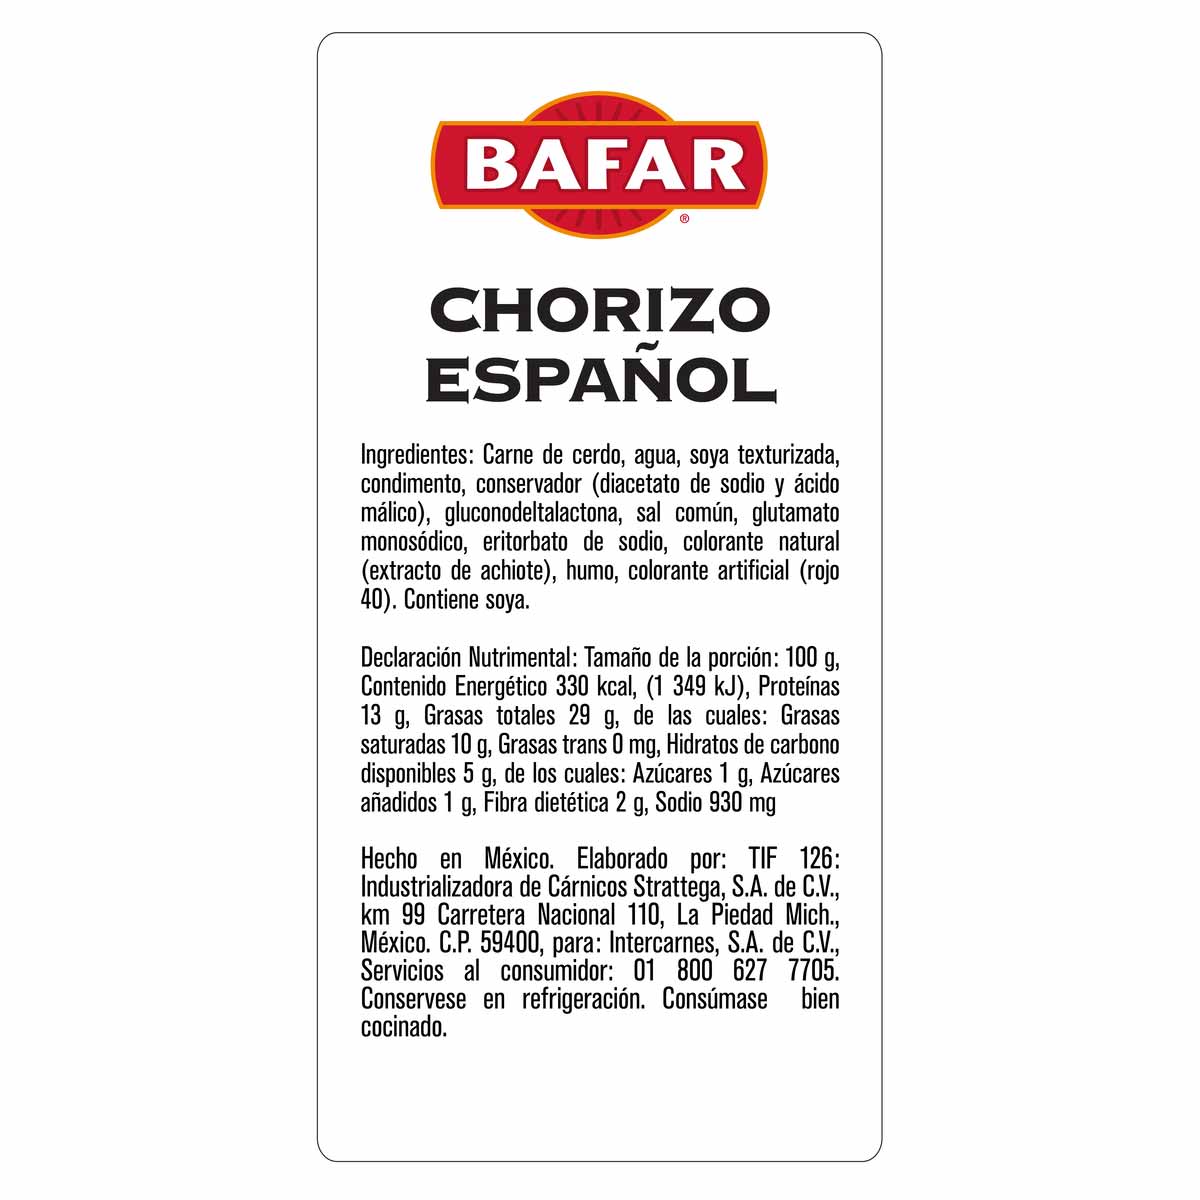 BAFAR
®
CHORIZO
ESPAÑOL
Ingredientes: Carne de cerdo, agua, soya texturizada,
condimento, conservador (diacetato de sodio y ácido
málico), gluconodeltalactona, sal común, glutamato
monosódico, eritorbato de sodio, colorante natural
(extracto de achiote), humo, colorante artificial (rojo
40). Contiene soya.
Declaración Nutrimental: Tamaño de la porción: 100 g,
Contenido Energético 330 kcal, (1 349 kJ), Proteínas
13 g, Grasas totales 29 g, de las cuales: Grasas
saturadas 10 g, Grasas trans 0 mg, Hidratos de carbono
disponibles 5 g, de los cuales: Azúcares 1 g, Azúcares
añadidos 1 g, Fibra dietética 2 g, Sodio 930 mg
Hecho en México. Elaborado por: TIF 126:
Industrializadora de Cárnicos Strattega, S.A. de C.V.,
km 99 Carretera Nacional 110, La Piedad Mich.,
México. C.P. 59400, para: Intercarnes, S.A. de C.V.,
Servicios al consumidor: 01 800 627 7705.
Conservese en refrigeración. Consúmase bien
cocinado.